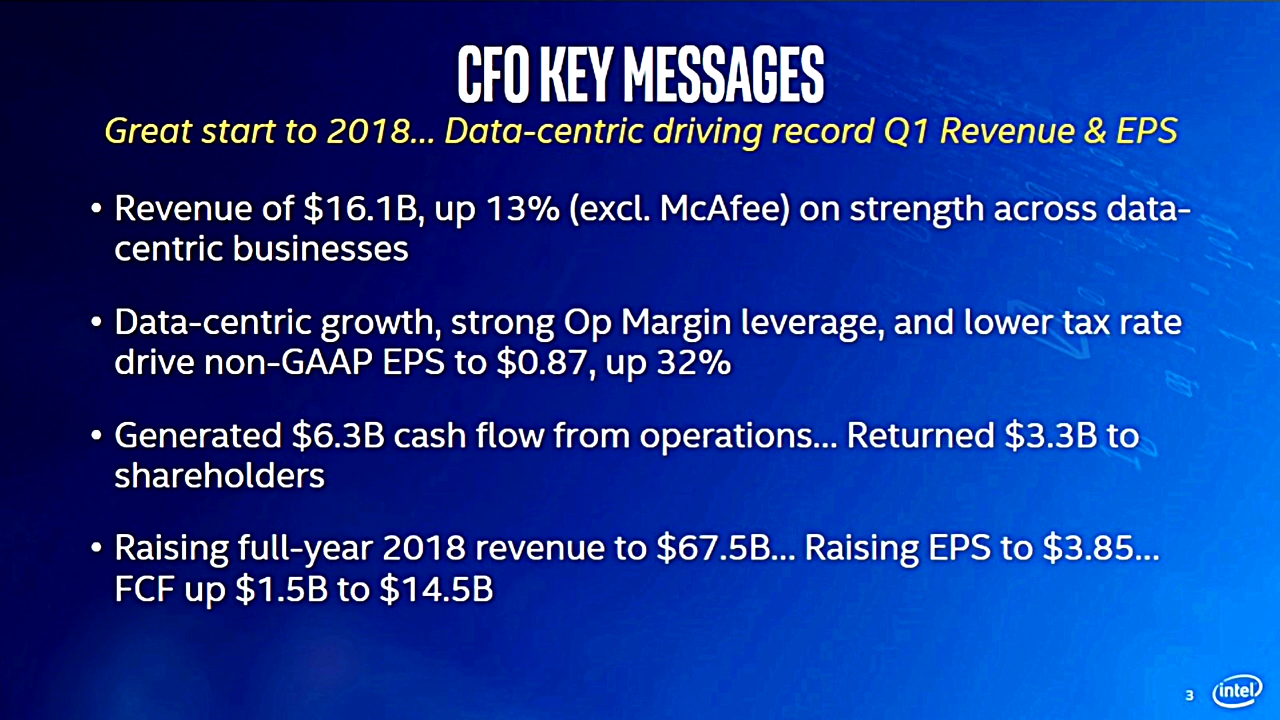 CFO KEY MESSAGES
Great start to 2018... Data-centric driving record Q1 Revenue & EPS
• Revenue of $16.1B, up 13% (excl. McAfee) on strength across data-
centric businesses
• Data-centric growth, strong Op Margin leverage, and lower tax rate
drive non-GAAP EPS to $0.87, up 32%
• Generated $6.3B cash flow from operations... Returned $3.3B to
shareholders
• Raising full-year 2018 revenue to $67.5B... Raising EPS to $3.85...
FCF up $1.5B to $14.5B
3
intel